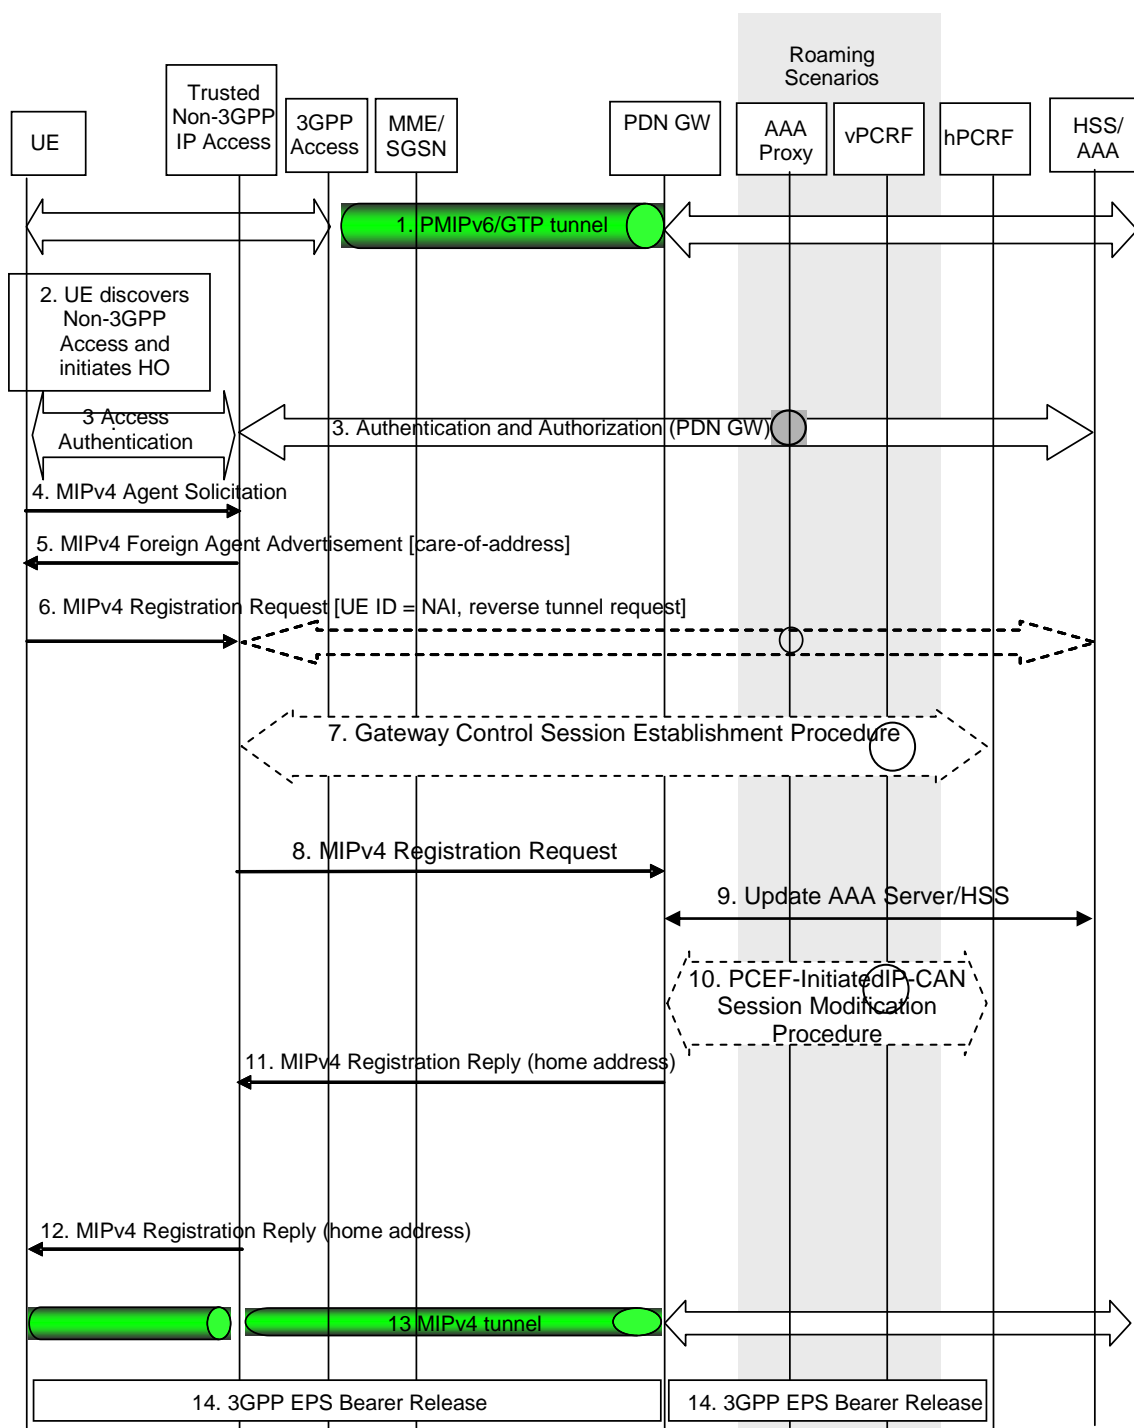 Roaming
Scenarios
UE
Trusted
Non-3GPP
IP Access
3GPP
Access
MME/
SGSN
PDN GW
AAA
Proxy
vPCRF
hPCRF
HSS/
AAA
1. PMIPv6/GTP tunnel
2. UE discovers
Non-3GPP
Access and
initiates HO
3 Access
Authentication
3. Authentication and Authorization (PDN GW)
4. MIPv4 Agent Solicitation
5. MIPv4 Foreign Agent Advertisement [care-of-address]
6. MIPv4 Registration Request [UE ID = NAI, reverse tunnel request]
7. Gateway Control Session Establishment Procedure
8. MIPv4 Registration Request
9. Update AAA Server/HSS
10. PCEF-InitiatedIP-CAN
Session Modification
Procedure
11. MIPv4 Registration Reply (home address)
12. MIPv4 Registration Reply (home address)
13 MIPv4 tunnel
14. 3GPP EPS Bearer Release
14. 3GPP EPS Bearer Release